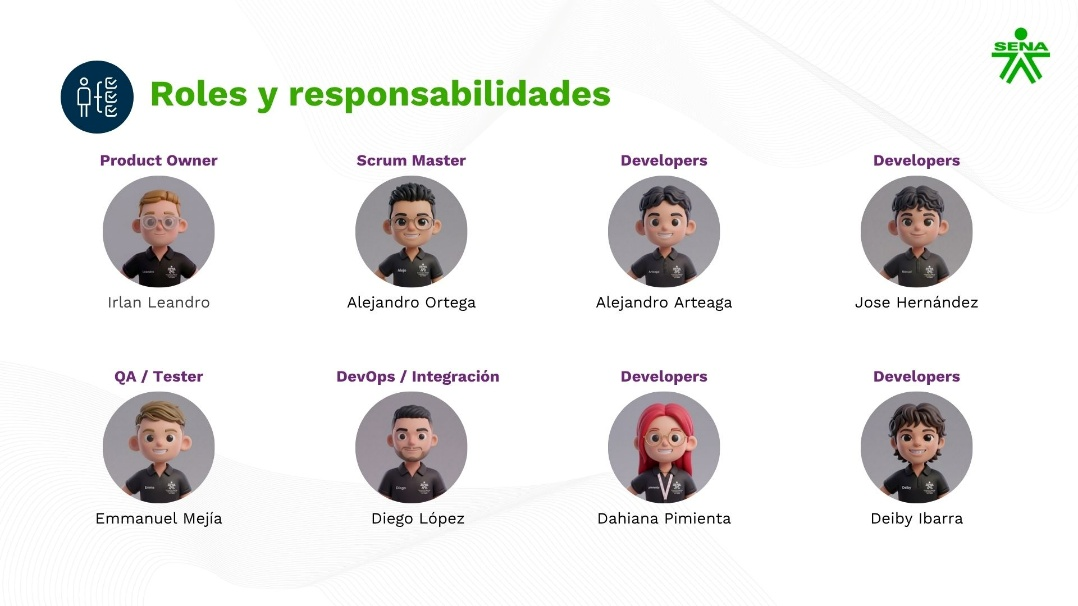 SENA
Roles y responsabilidades
Product Owner
Scrum Master
Developers
Developers
Irlan Leandro
Alejandro Ortega
Alejandro Arteaga
Jose Hernández
QA / Tester
DevOps / Integración
Developers
Developers
Emmanuel Mejía
Diego López
Dahiana Pimienta
Deiby Ibarra